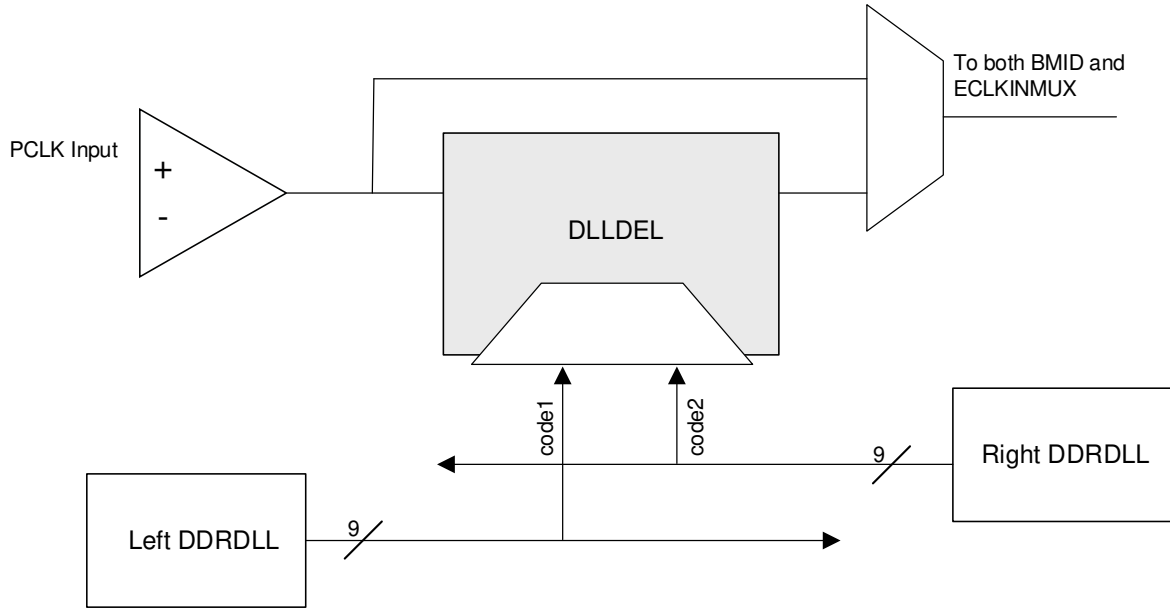 To both BMID and
ECLKINMUX
PCLK Input
+
-
DLLDEL
code1
code2
9
Right DDRDLL
9
Left DDRDLL